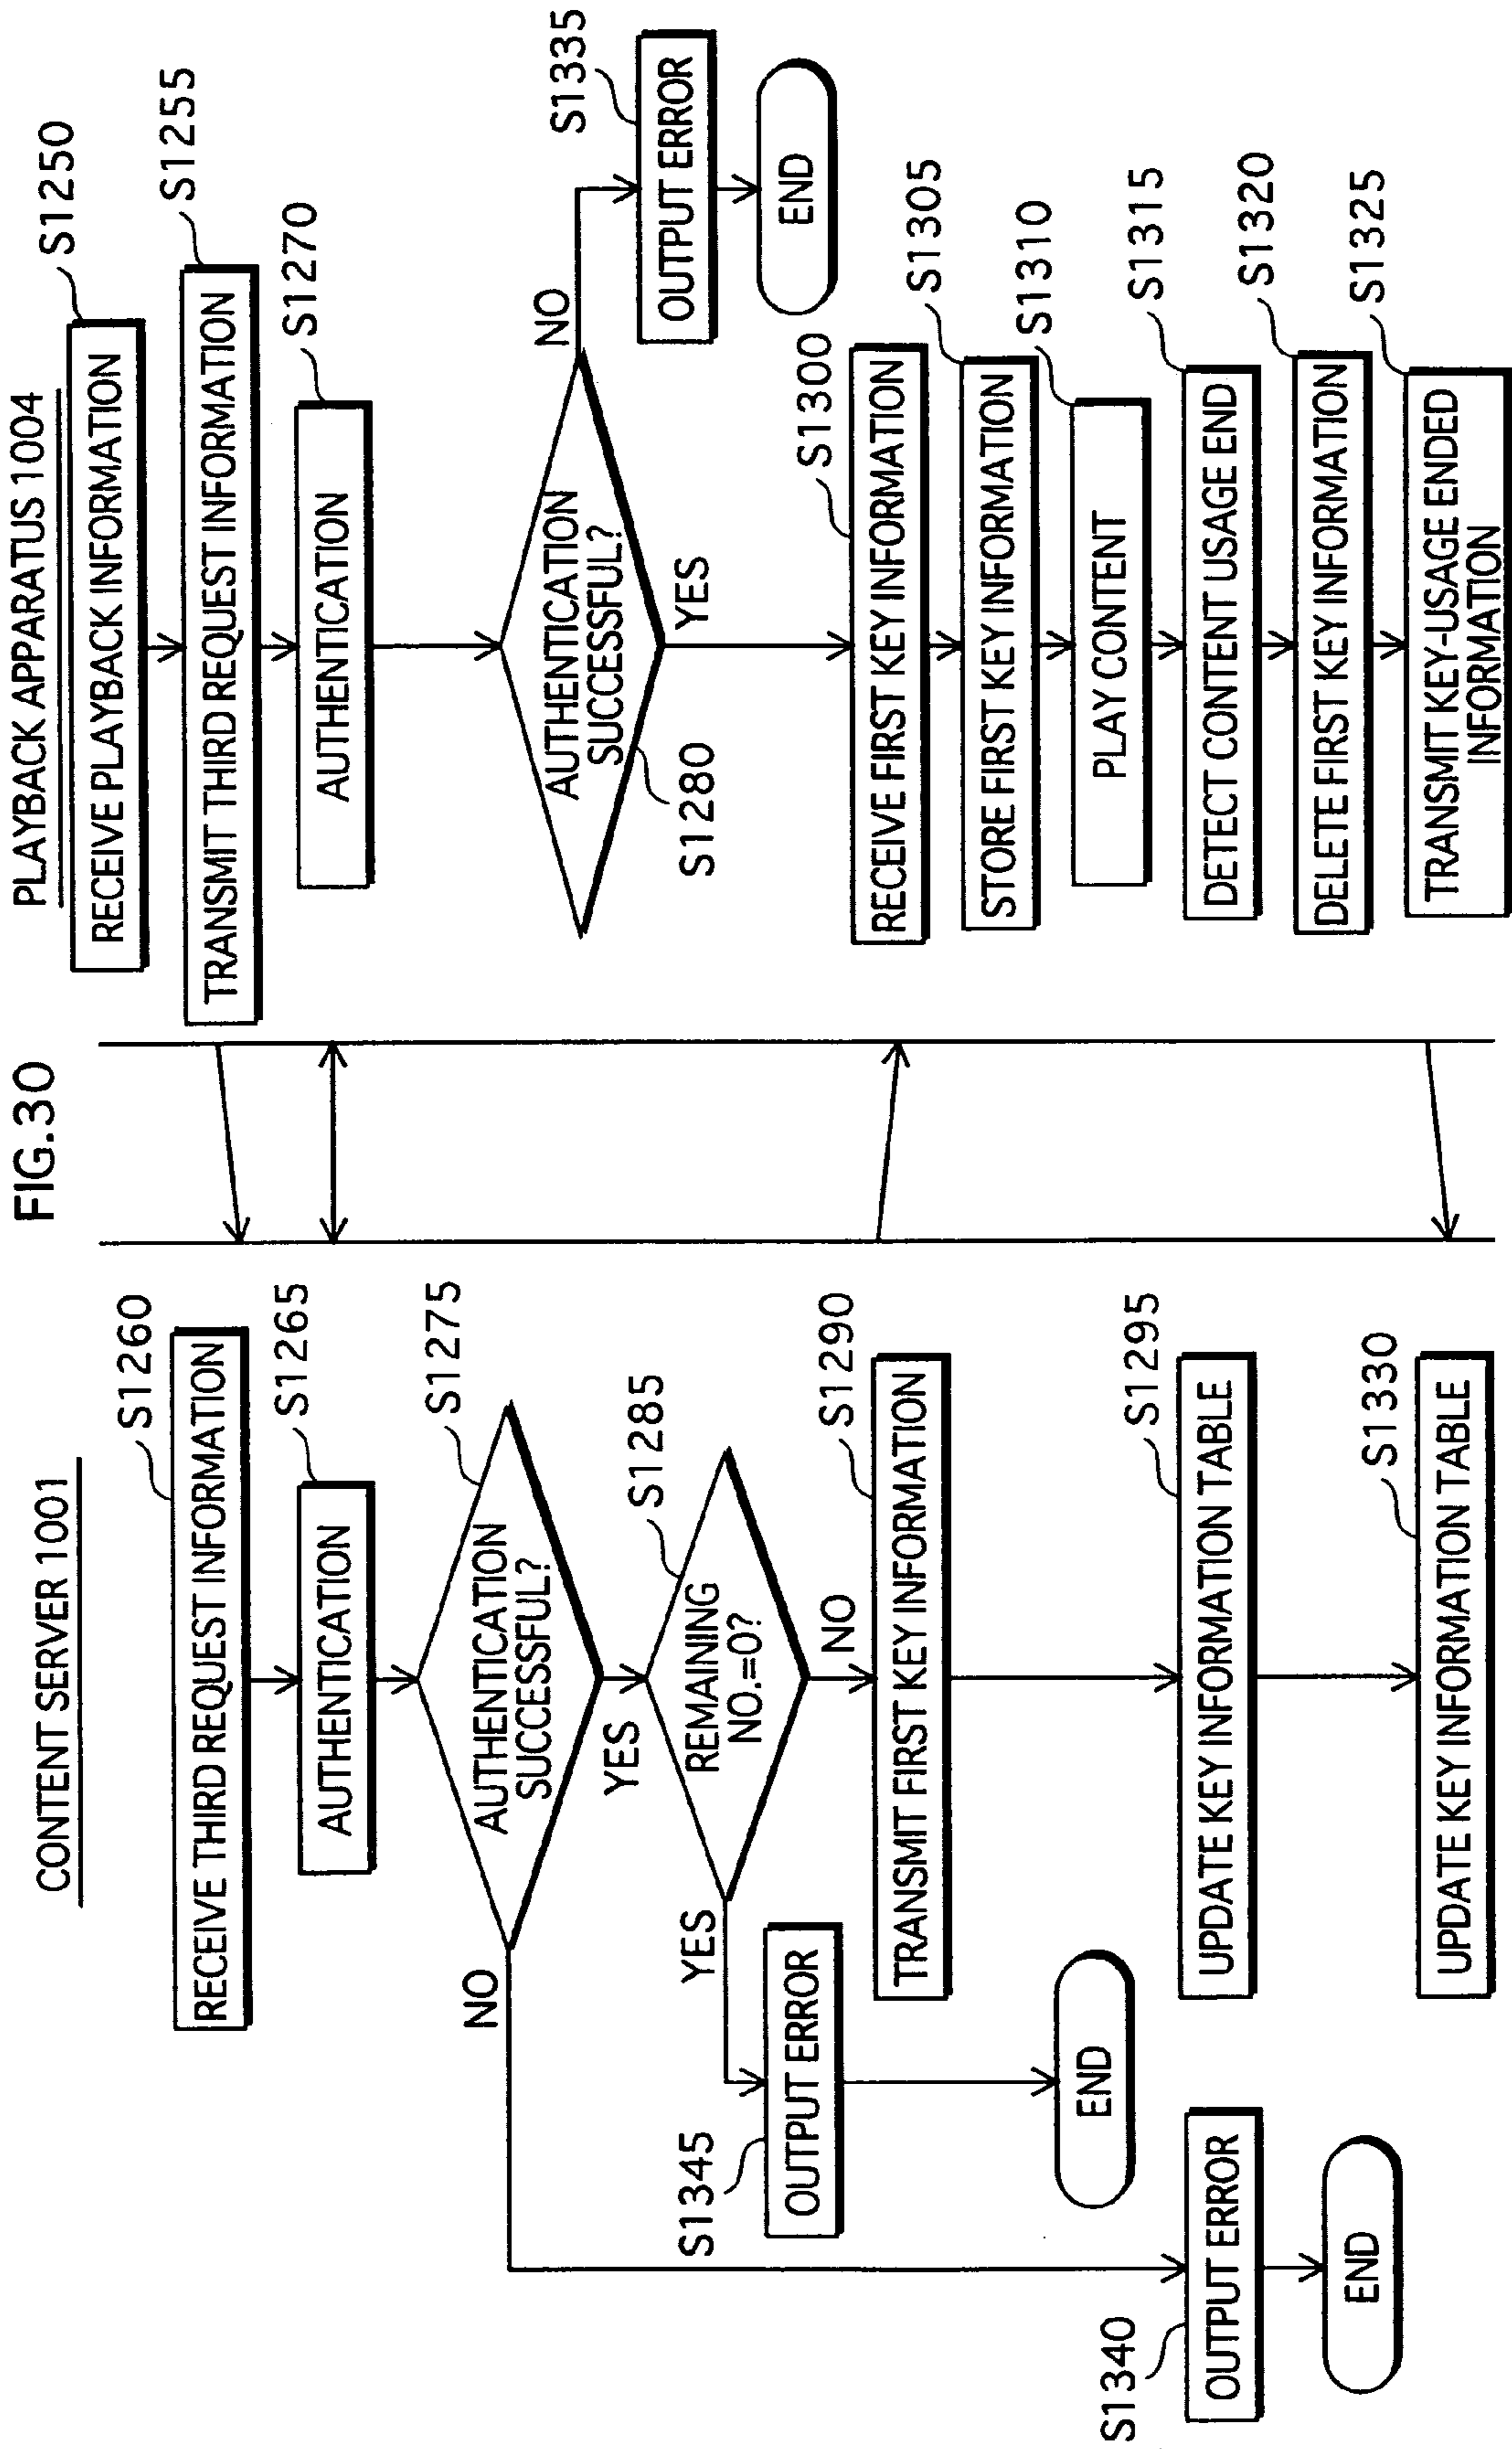 FIG.30
CONTENT SERVER 1001
S1260
RECEIVE THIRD REQUEST INFORMATION
S1265
AUTHENTICATION
S1275
AUTHENTICATION
SUCCESSFUL?
NO
YES
S1285
REMAINING
NO.=0?
YES
NO
S1345
OUTPUT ERROR
END
S1290
TRANSMIT FIRST KEY INFORMATION
S1295
UPDATE KEY INFORMATION TABLE
S1340
OUTPUT ERROR
END
S1330
UPDATE KEY INFORMATION TABLE
PLAYBACK APPARATUS 1004
S1250
RECEIVE PLAYBACK INFORMATION
S1255
TRANSMIT THIRD REQUEST INFORMATION
S1270
AUTHENTICATION
S1280
AUTHENTICATION
SUCCESSFUL?
NO
YES
S1335
OUTPUT ERROR
END
S1300
RECEIVE FIRST KEY INFORMATION
S1305
STORE FIRST KEY INFORMATION
S1310
PLAY CONTENT
S1315
DETECT CONTENT USAGE END
S1320
DELETE FIRST KEY INFORMATION
S1325
TRANSMIT KEY-USAGE ENDED
INFORMATION